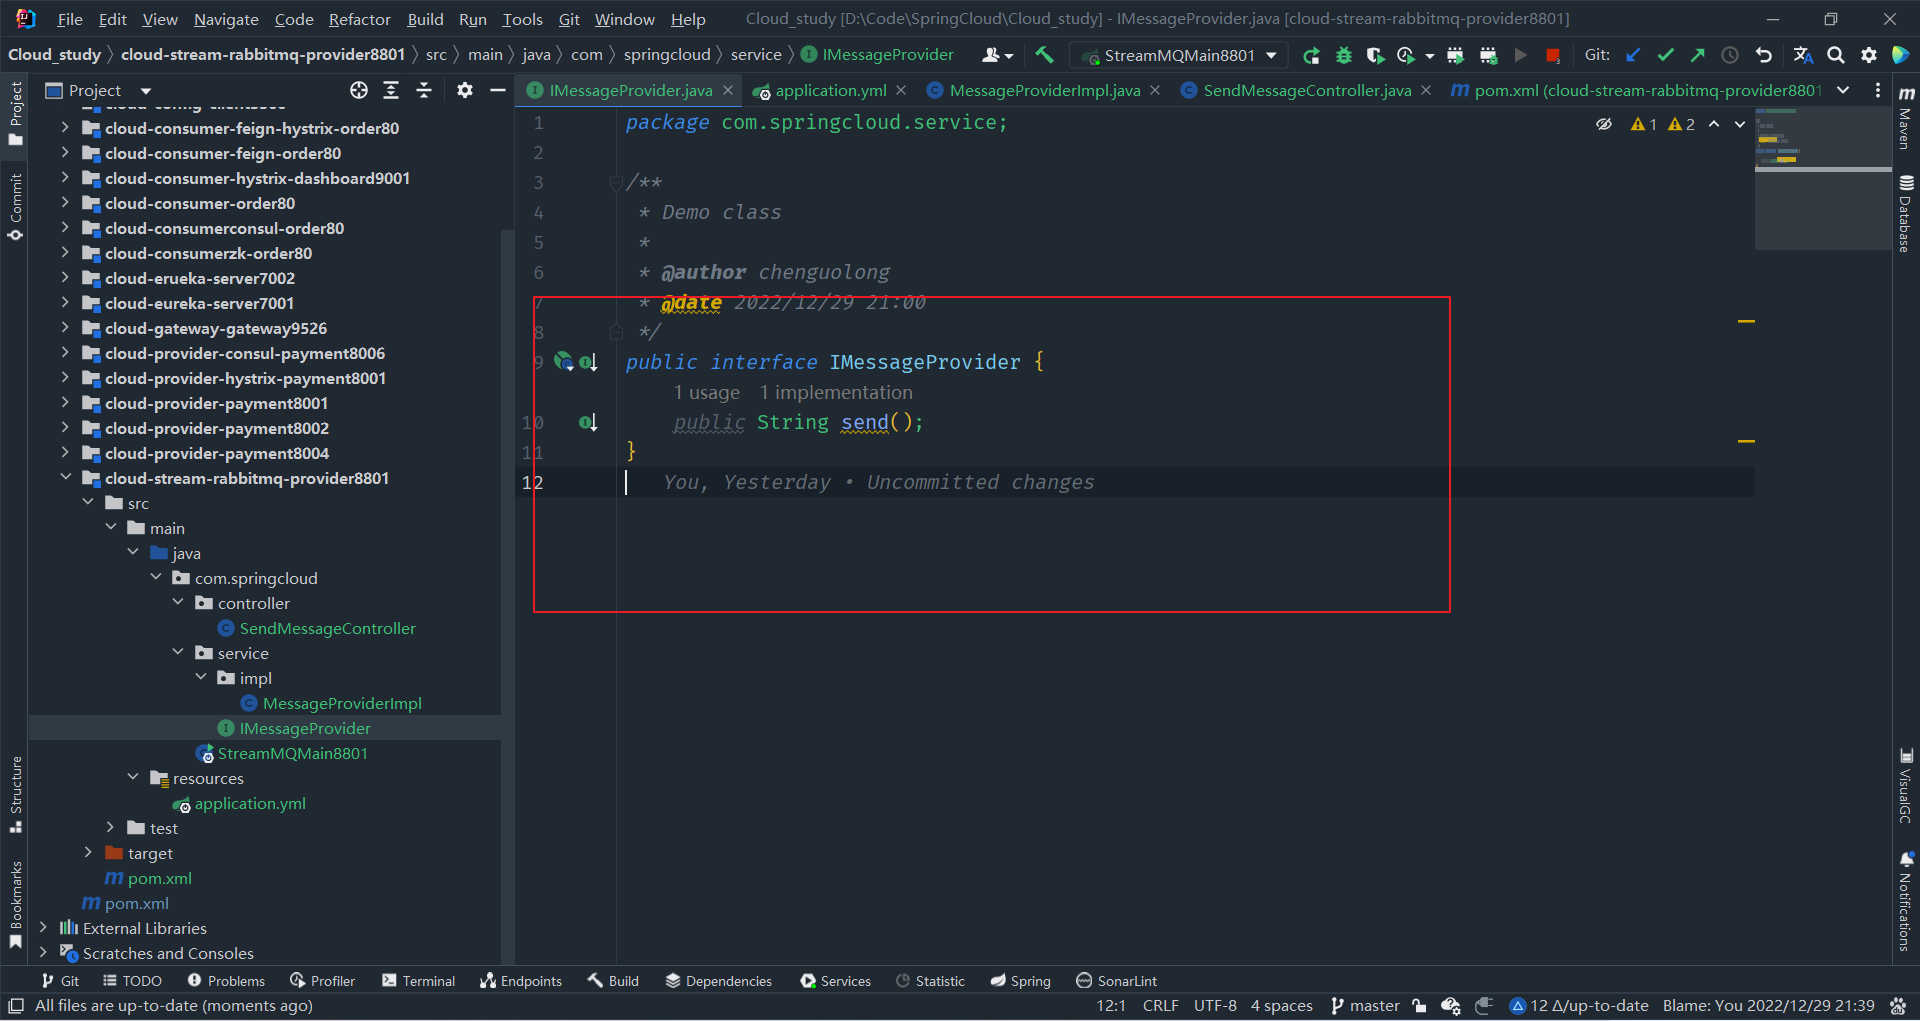 File Edit View Navigate Code Refactor Build Run Tools Git Window Help Cloud_study [D:\Code\SpringCloud\Cloud_study] - IMessageProvider.java [cloud-stream-rabbitmq-provider8801]
Cloud_study cloud-stream-rabbitmq-provider8801 src main java com springcloud service IMessageProvider StreamMQMain8801 Git:
Project
Commit
Structure
Bookmarks
Project
cloud-consumer-feign-hystrix-order80
cloud-consumer-feign-order80
cloud-consumer-hystrix-dashboard9001
cloud-consumer-order80
cloud-consumerconsul-order80
cloud-consumerzk-order80
cloud-erueka-server7002
cloud-eureka-server7001
cloud-gateway-gateway9526
cloud-provider-consul-payment8006
cloud-provider-hystrix-payment8001
cloud-provider-payment8001
cloud-provider-payment8002
cloud-provider-payment8004
cloud-stream-rabbitmq-provider8801
src
main
java
com.springcloud
controller
SendMessageController
service
impl
MessageProviderImpl
IMessageProvider
StreamMQMain8801
resources
application.yml
test
target
pom.xml
pom.xml
External Libraries
Scratches and Consoles
IMessageProvider.java application.yml MessageProviderImpl.java SendMessageController.java pom.xml (cloud-stream-rabbitmq-provider8801
1 package com.springcloud.service; 1 2
2
3 /**
4 * Demo class
5 *
6 * @author chenguolong
7 * @date 2022/12/29 21:00
8 */
9 public interface IMessageProvider {
1 usage 1 implementation
10 public String send();
11 }
12 You, Yesterday • Uncommitted changes
Maven
Database
VisualGC
Notifications
Git TODO Problems Profiler Terminal Endpoints Build Dependencies Services Statistic Spring SonarLint
All files are up-to-date (moments ago) 12:1 CRLF UTF-8 4 spaces master 12 Δ/up-to-date Blame: You 2022/12/29 21:39